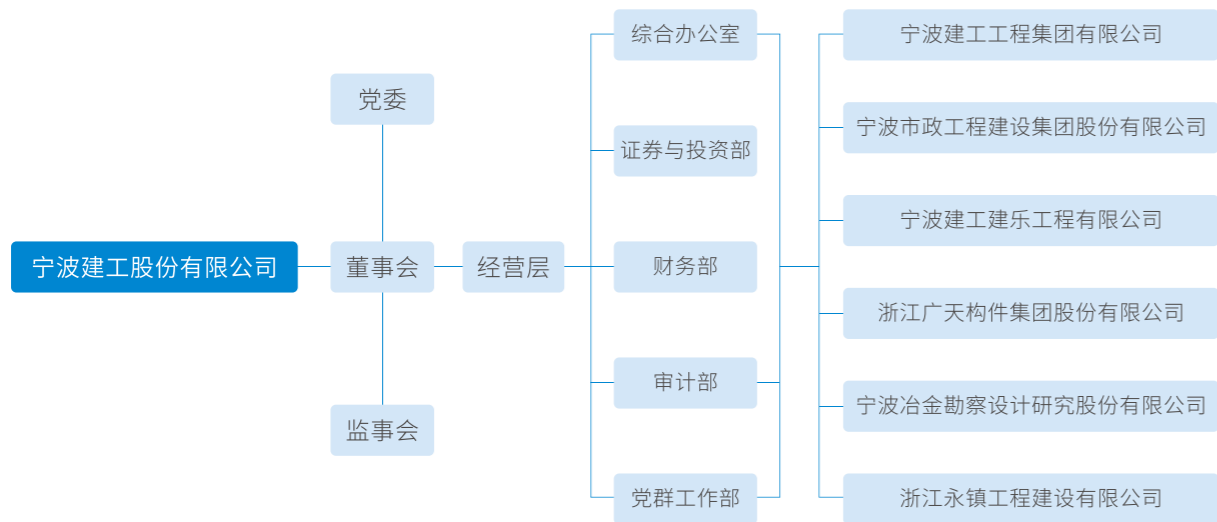 宁波建工股份有限公司
党委
董事会
监事会
经营层
综合办公室
证券与投资部
财务部
审计部
党群工作部
宁波建工工程集团有限公司
宁波市政工程建设集团股份有限公司
宁波建工建乐工程有限公司
浙江广天构件集团股份有限公司
宁波冶金勘察设计研究股份有限公司
浙江永镇工程建设有限公司